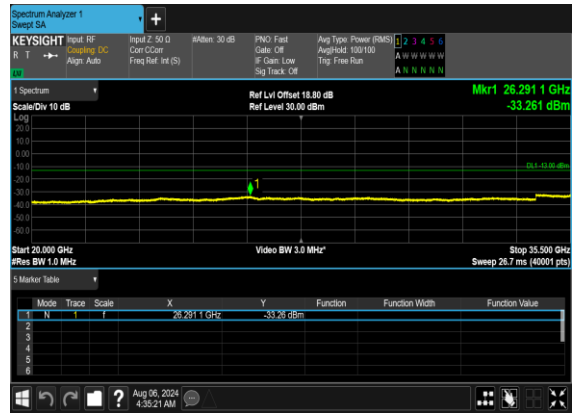 Spectrum Analyzer 1
Swept SA
+
KEYSIGHT Input: RF Input Z: 50 Ω #Atten: 30 dB PNO: Fast Avg Type: Power (RMS) 1 2 3 4 5 6
R T Coupling: DC Corr CCorr Gate: Off Avg|Hold: 100/100 A W W W W W
Align: Auto Freq Ref: Int (S) IF Gain: Low Trig: Free Run
Sig Track: Off A N N N N N
1 Spectrum
Ref Lvl Offset 18.80 dB Mkr1 26.291 1 GHz
Scale/Div 10 dB Ref Level 30.00 dBm -33.261 dBm
Log
20.0
10.0
0.00
-10.0
DL1 -13.00 dBm
-20.0
1
-30.0
-40.0
-50.0
-60.0
Start 20.000 GHz Video BW 3.0 MHz* Stop 35.500 GHz
#Res BW 1.0 MHz Sweep 26.7 ms (40001 pts)
5 Marker Table
Mode Trace Scale X Y Function Function Width Function Value
1 N 1 f 26.291 1 GHz -33.26 dBm
2
3
4
5
6
? Aug 06, 2024
4:35:21 AM